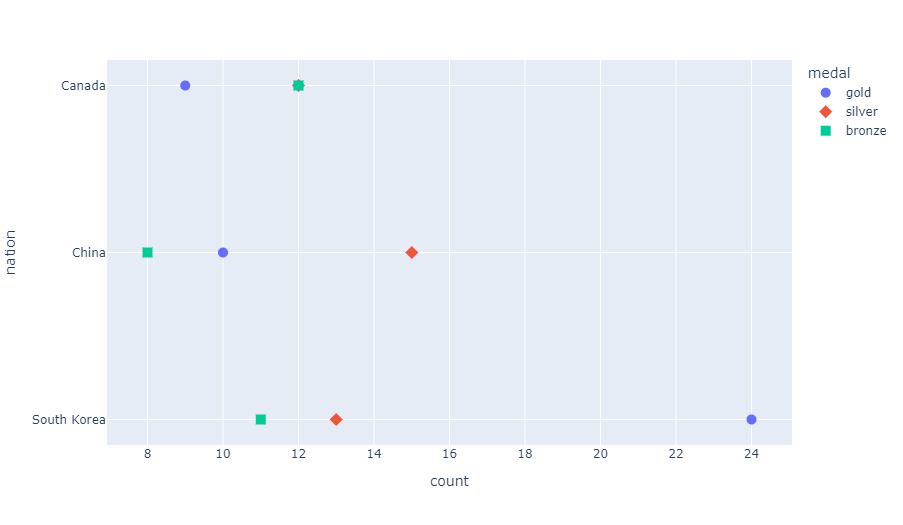 medal
gold
silver
bronze
Canada
China
South Korea
nation
8 10 12 14 16 18 20 22 24
count